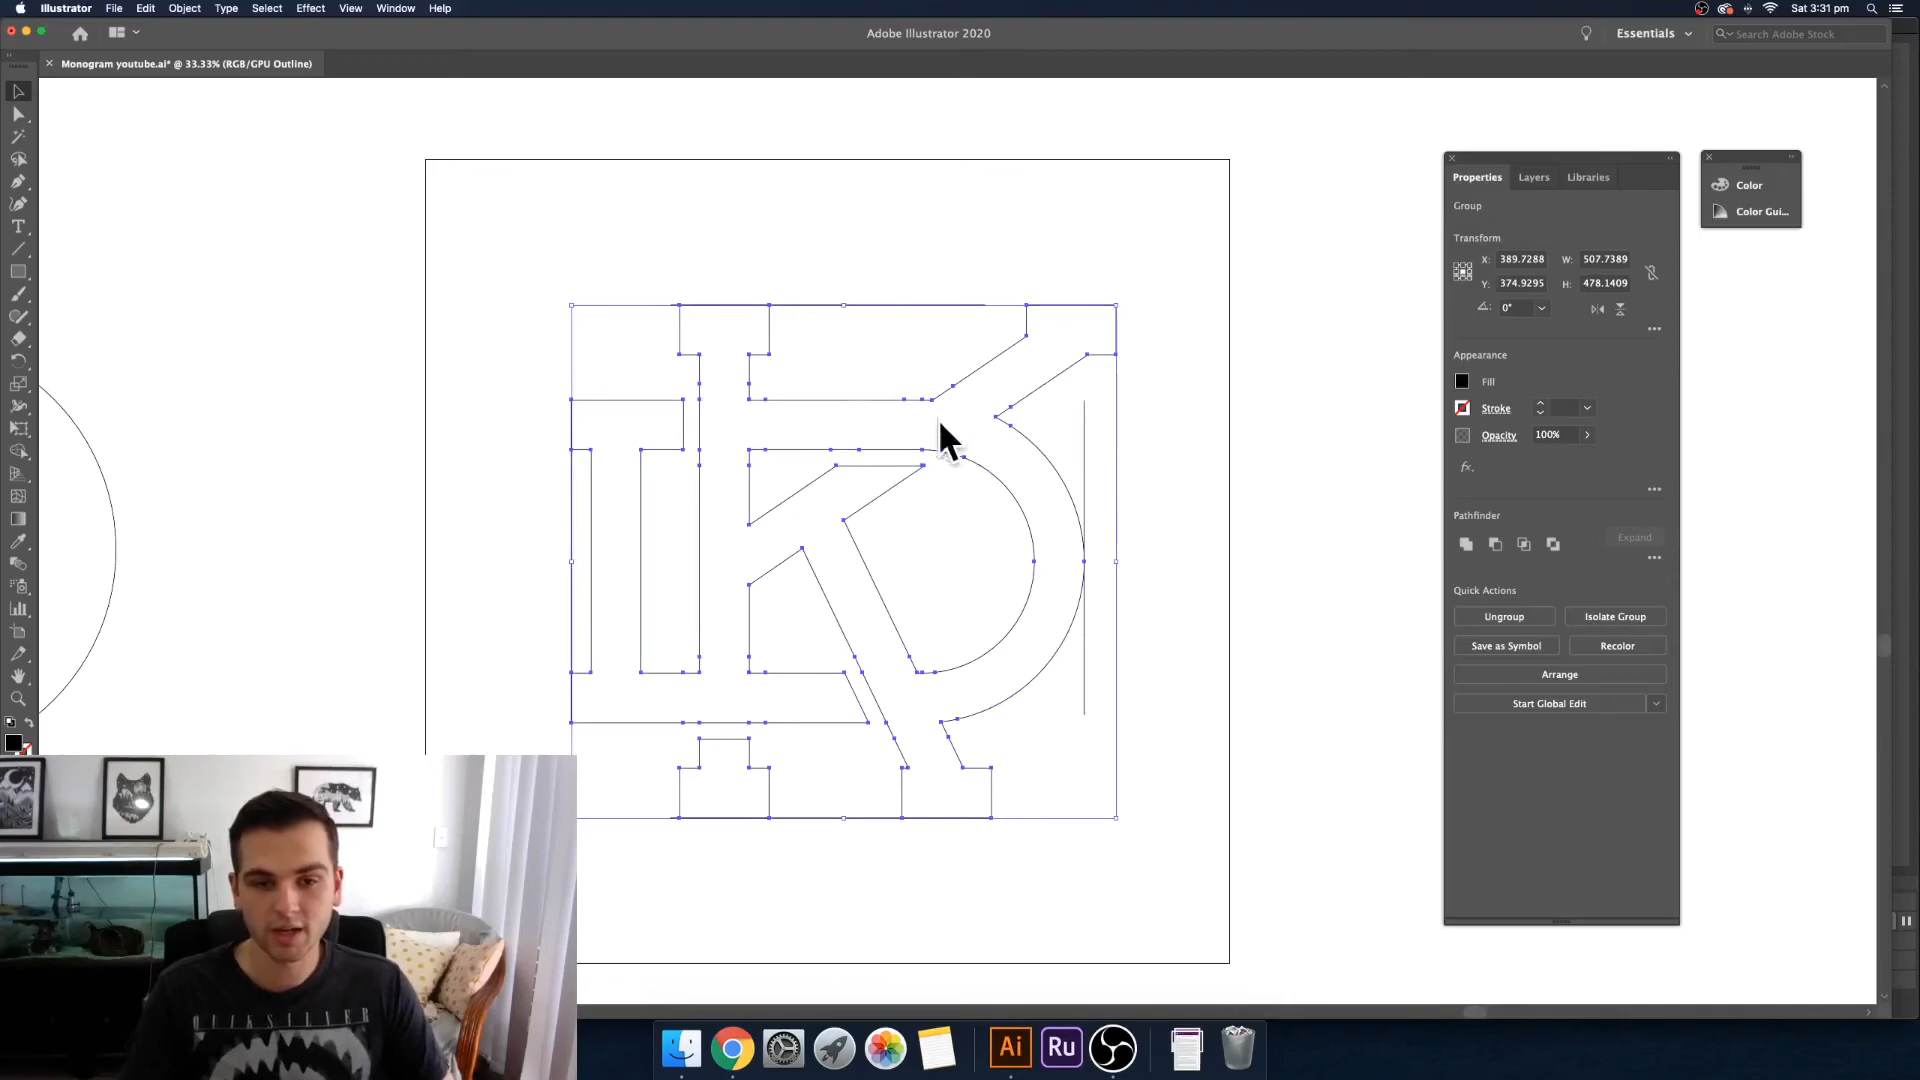 Illustrator File Edit Object Type Select Effect View Window Help
Sat 3:31 pm
Adobe Illustrator 2020
Essentials
Search Adobe Stock
Monogram youtube.ai* @ 33.33% (RGB/GPU Outline)
Properties Layers Libraries
Color
Color Gui...
Group
Transform
X: 389.7288 W: 507.7389
Y: 374.9295 H: 478.1409
0°
Appearance
Fill
Stroke
Opacity 100%
fx.
Pathfinder
Expand
Quick Actions
Ungroup Isolate Group
Save as Symbol Recolor
Arrange
Start Global Edit
KD
QUIKSILVER
Ai Ru